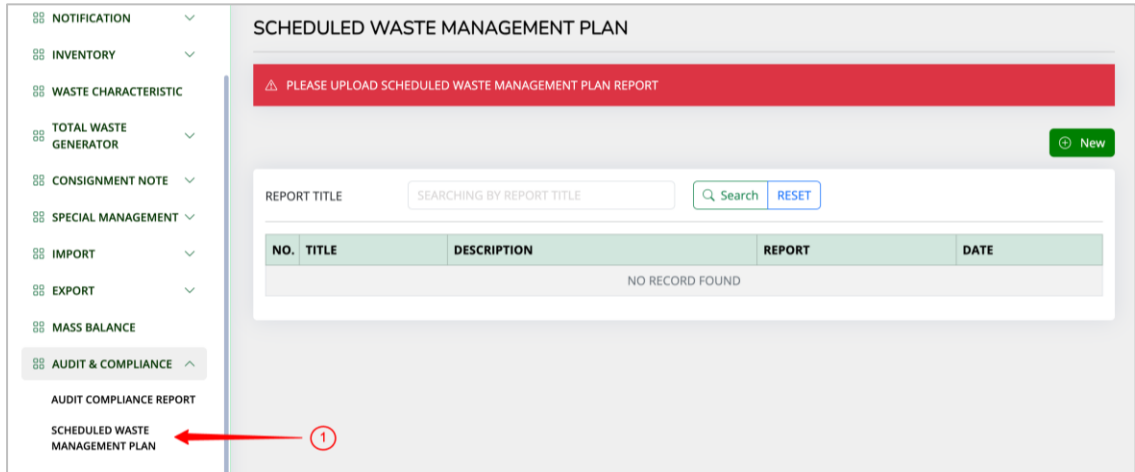 NOTIFICATION
INVENTORY
WASTE CHARACTERISTIC
TOTAL WASTE
GENERATOR
CONSIGNMENT NOTE
SPECIAL MANAGEMENT
IMPORT
EXPORT
MASS BALANCE
AUDIT & COMPLIANCE
AUDIT COMPLIANCE REPORT
SCHEDULED WASTE
MANAGEMENT PLAN
1
SCHEDULED WASTE MANAGEMENT PLAN
PLEASE UPLOAD SCHEDULED WASTE MANAGEMENT PLAN REPORT
New
REPORT TITLE SEARCHING BY REPORT TITLE Search RESET
NO. TITLE DESCRIPTION REPORT DATE
NO RECORD FOUND